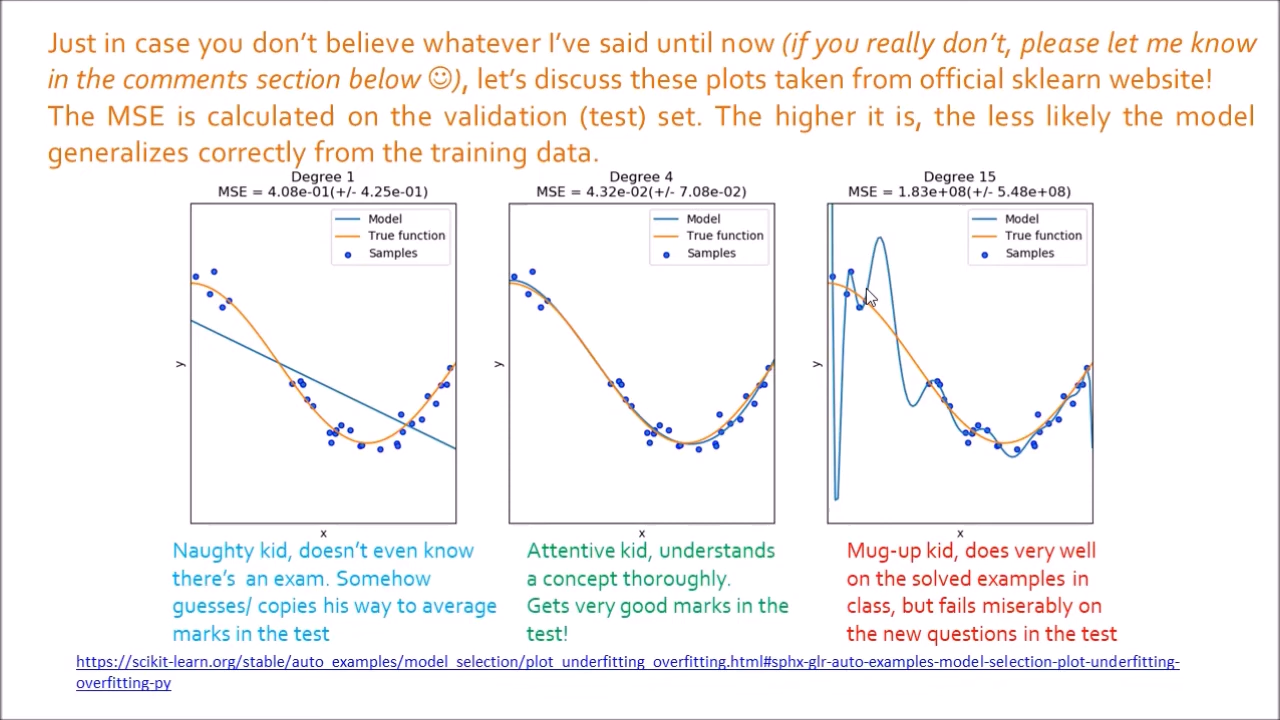 Just in case you don't believe whatever I've said until now (if you really don't, please let me know
in the comments section below ☺), let's discuss these plots taken from official sklearn website!
The MSE is calculated on the validation (test) set. The higher it is, the less likely the model
generalizes correctly from the training data.
Degree 1
MSE = 4.08e-01(+/- 4.25e-01)
Model
True function
Samples
y
x
Degree 4
MSE = 4.32e-02(+/- 7.08e-02)
Model
True function
Samples
y
x
Degree 15
MSE = 1.83e+08(+/- 5.48e+08)
Model
True function
Samples
y
x
Naughty kid, doesn't even know
there's an exam. Somehow
guesses/ copies his way to average
marks in the test
Attentive kid, understands
a concept thoroughly.
Gets very good marks in the
test!
Mug-up kid, does very well
on the solved examples in
class, but fails miserably on
the new questions in the test
https://scikit-learn.org/stable/auto_examples/model_selection/plot_underfitting_overfitting.html#sphx-glr-auto-examples-model-selection-plot-underfitting-
overfitting-py